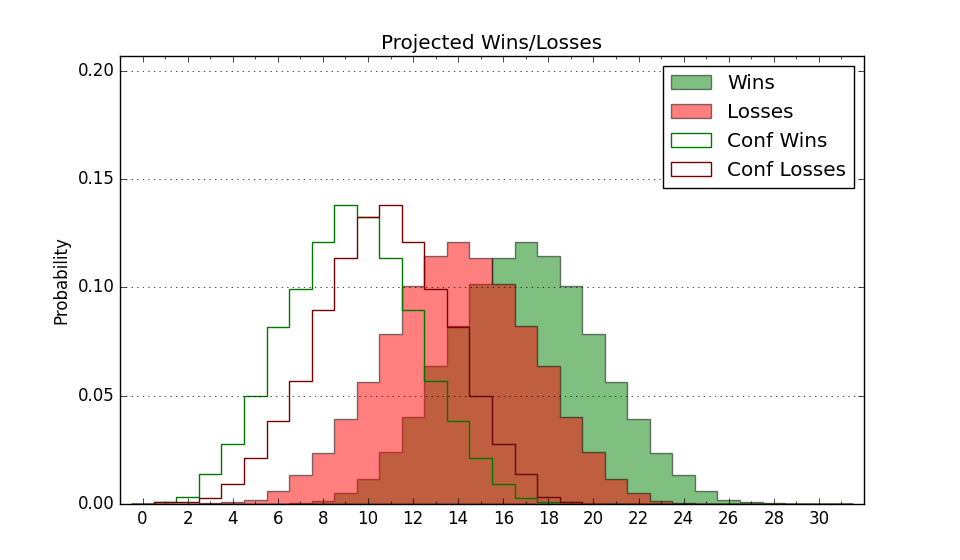 Projected Wins/Losses
0.20
0.15
0.10
0.05
0.00
Probability
Wins
Losses
Conf Wins
Conf Losses
0 2 4 6 8 10 12 14 16 18 20 22 24 26 28 30